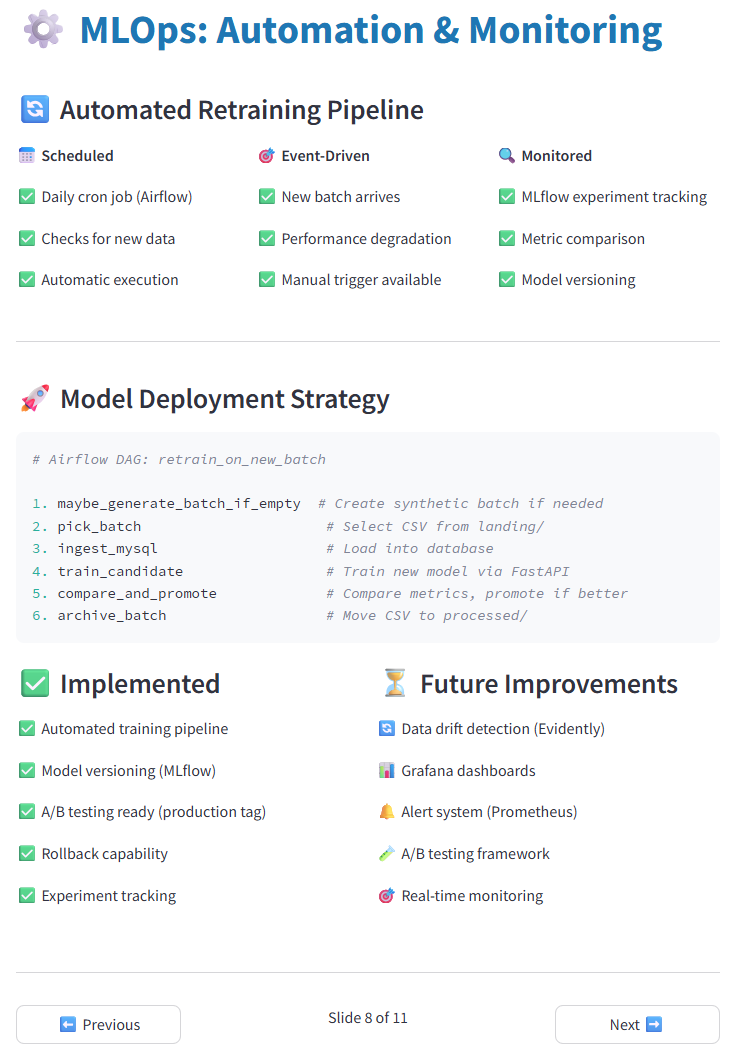 MLOps: Automation & Monitoring
Automated Retraining Pipeline
Scheduled
Daily cron job (Airflow)
Checks for new data
Automatic execution
Event-Driven
New batch arrives
Performance degradation
Manual trigger available
Monitored
MLflow experiment tracking
Metric comparison
Model versioning
Model Deployment Strategy
# Airflow DAG: retrain_on_new_batch
1. maybe_generate_batch_if_empty # Create synthetic batch if needed
2. pick_batch # Select CSV from landing/
3. ingest_mysql # Load into database
4. train_candidate # Train new model via FastAPI
5. compare_and_promote # Compare metrics, promote if better
6. archive_batch # Move CSV to processed/
Implemented
Automated training pipeline
Model versioning (MLflow)
A/B testing ready (production tag)
Rollback capability
Experiment tracking
Future Improvements
Data drift detection (Evidently)
Grafana dashboards
Alert system (Prometheus)
A/B testing framework
Real-time monitoring
Previous
Slide 8 of 11
Next